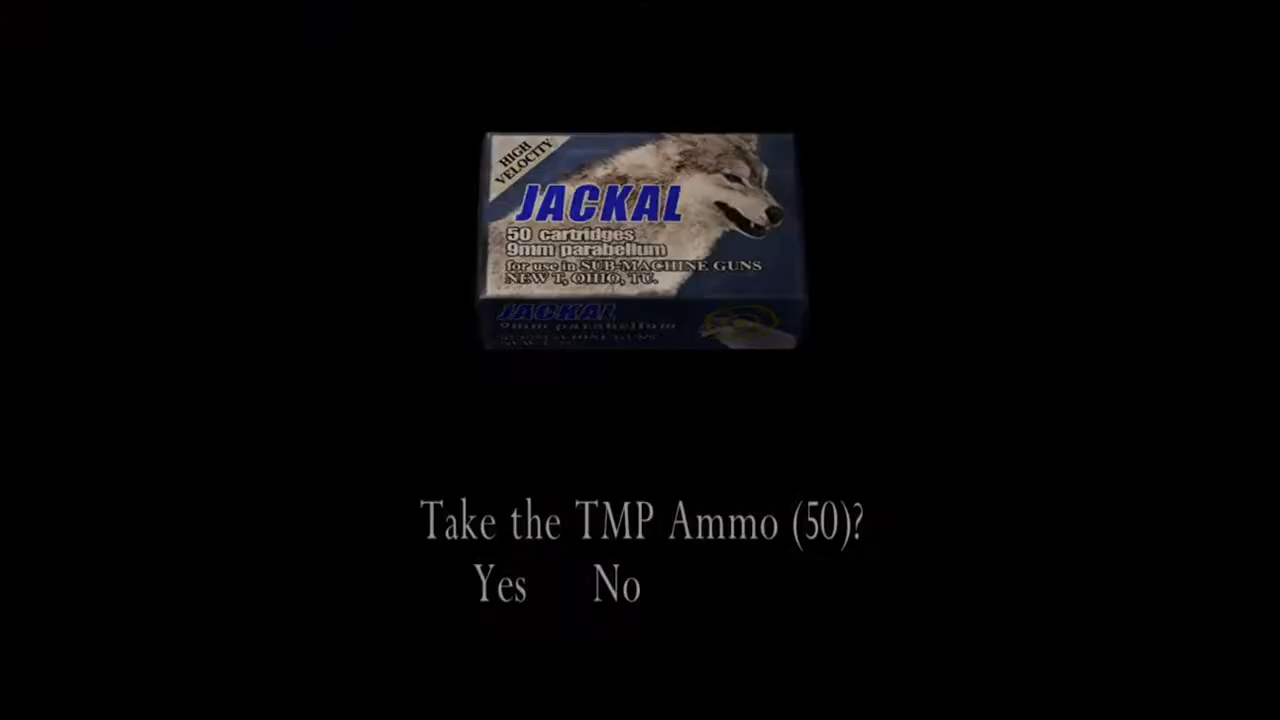 HIGH
VELOCITY
JACKAL
50 cartridges
9mm parabellum
for use in SUB-MACHINE GUNS
NEW T, OHIO, TU.
JACKAL
9mm parabellum
Take the TMP Ammo (50)?
Yes No